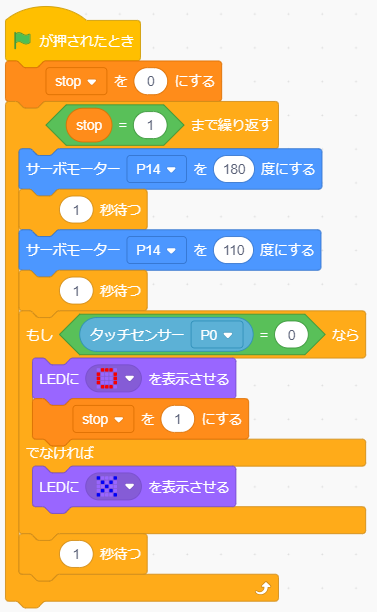 が押されたとき
stop を 0 にする
stop = 1 まで繰り返す
サーボモーター P14 を 180 度にする
1 秒待つ
サーボモーター P14 を 110 度にする
1 秒待つ
もし タッチセンサー P0 = 0 なら
LEDに を表示させる
stop を 1 にする
でなければ
LEDに を表示させる
1 秒待つ